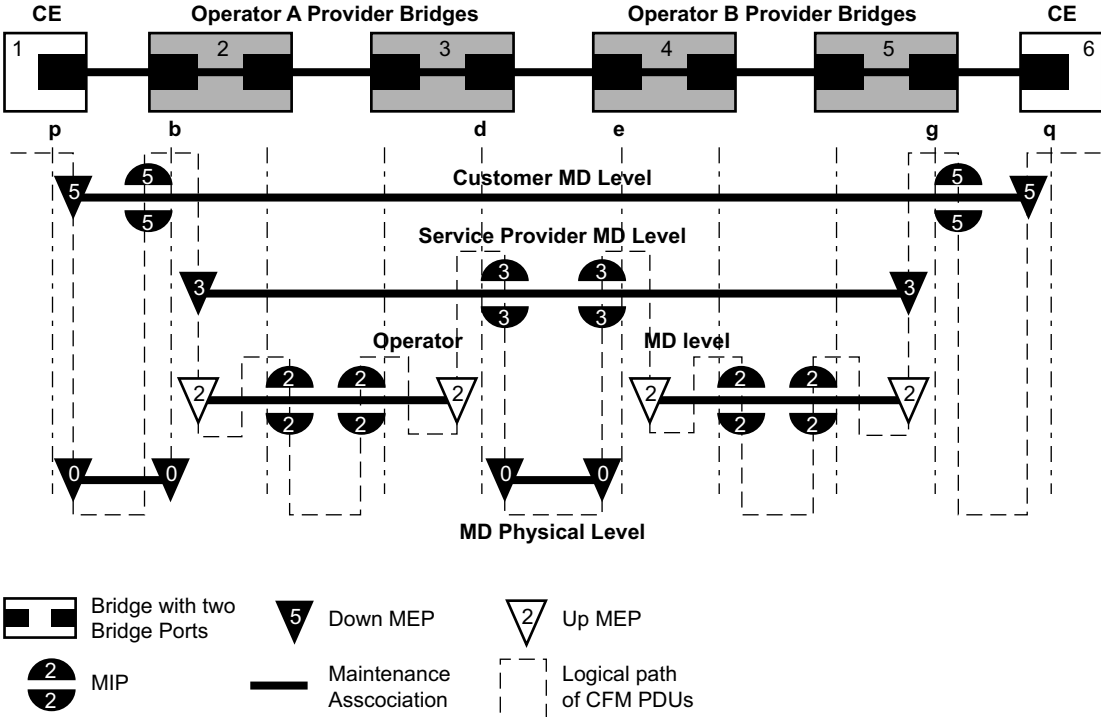 CE Operator A Provider Bridges Operator B Provider Bridges CE
1 2 3 4 5 6
p b d e g q
5 5 5 5
Customer MD Level
5 5
Service Provider MD Level
3 3
3 3
3 3
Operator MD level
2 2 2 2
2 2 2 2
2 2 2 2
0 0 0 0
MD Physical Level
Bridge with two
Bridge Ports
5 Down MEP
2 Up MEP
2
2
MIP
Maintenance
Asscociation
Logical path
of CFM PDUs